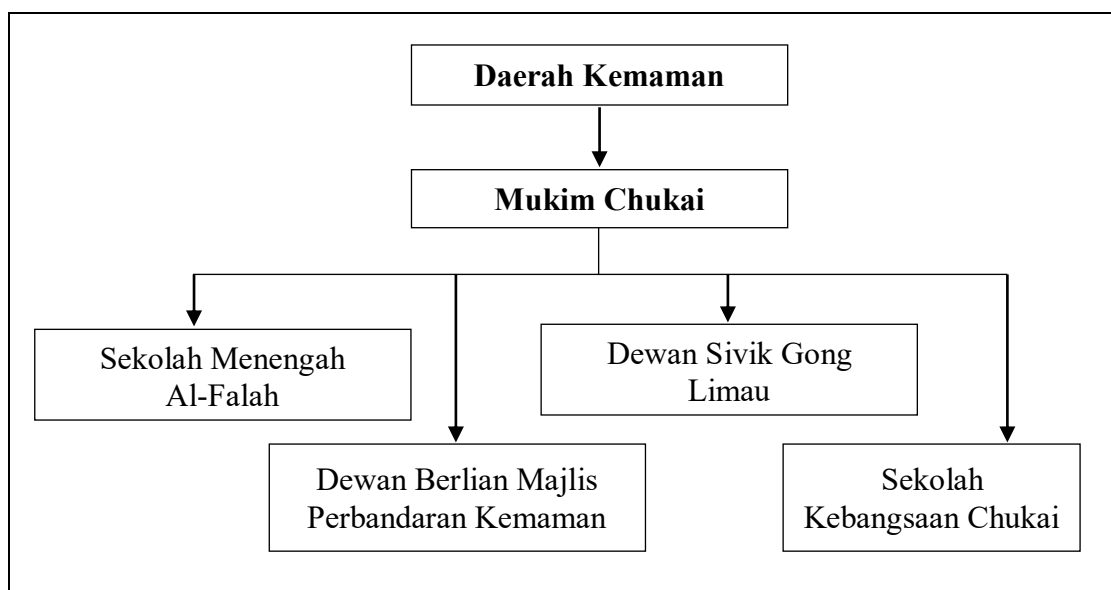 Daerah Kemaman
Mukim Chukai
Sekolah Menengah
Al-Falah
Dewan Sivik Gong
Limau
Dewan Berlian Majlis
Perbandaran Kemaman
Sekolah
Kebangsaan Chukai